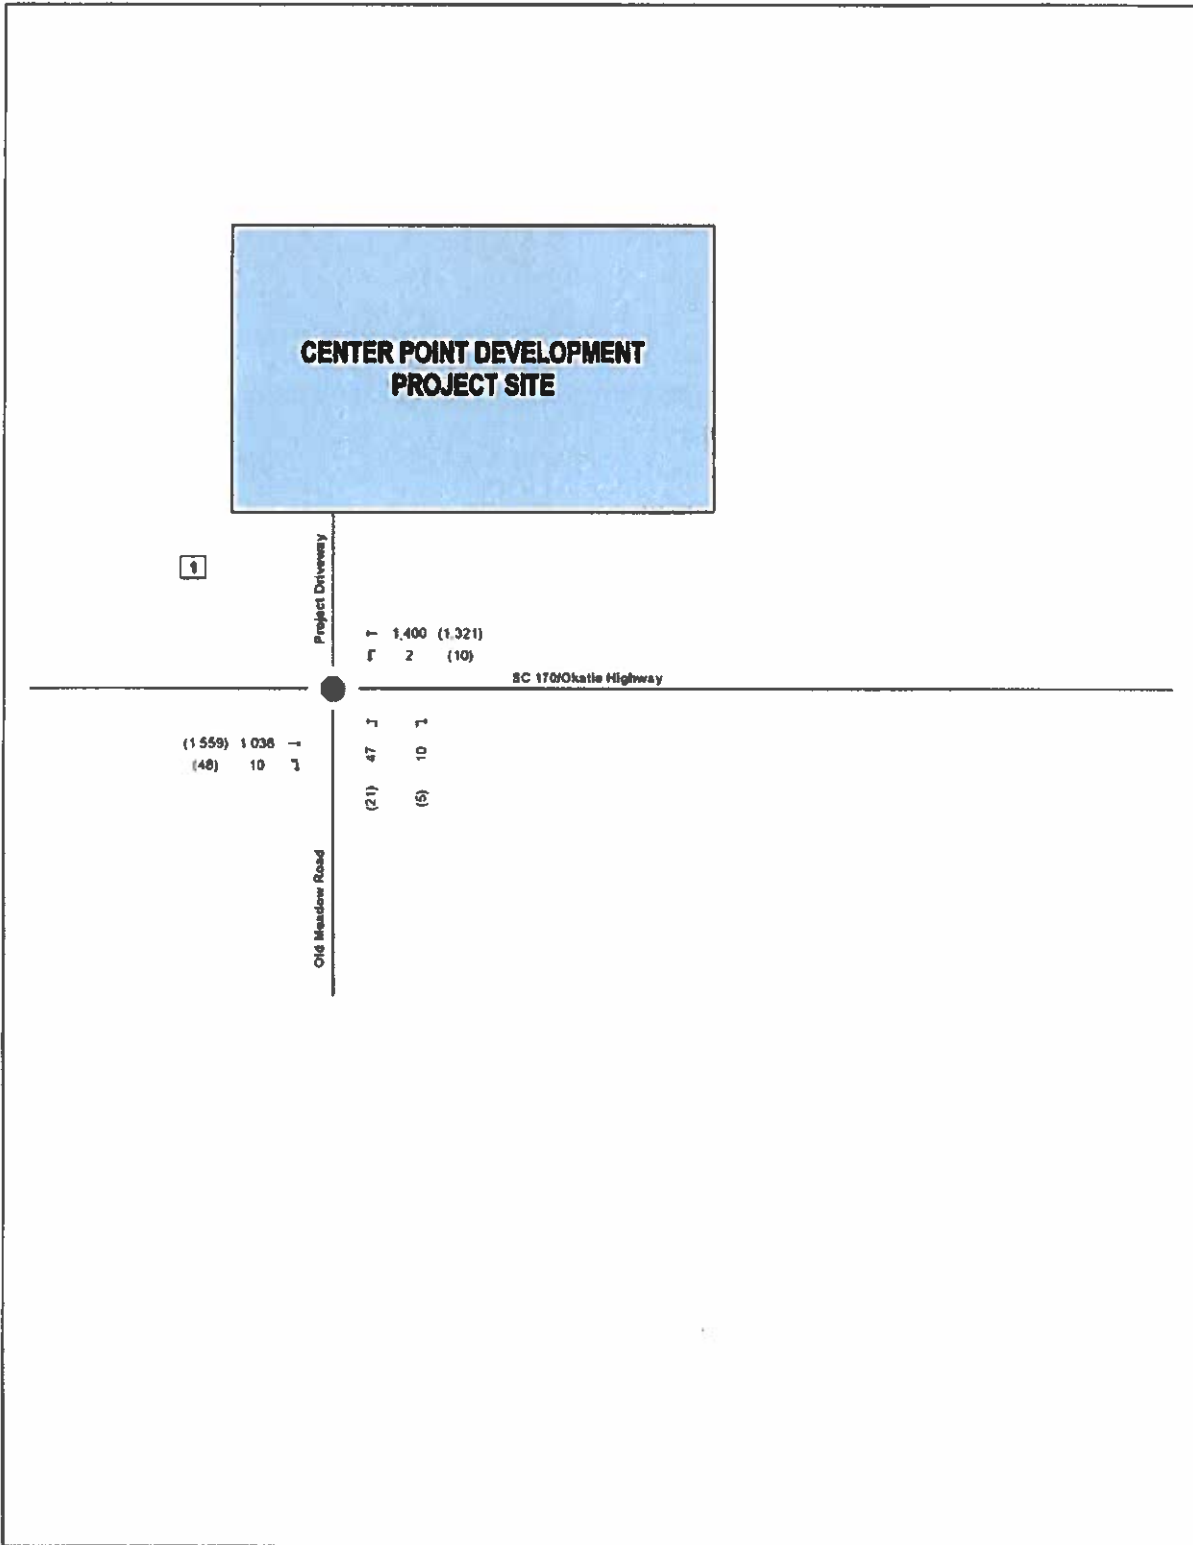 CENTER POINT DEVELOPMENT
PROJECT SITE
1
Project Driveway
1,400 (1,321)
2 (10)
SC 170/Okatie Highway
(1 559) 1 036
(48) 10
47 10
(21) (5)
Old Meadow Road